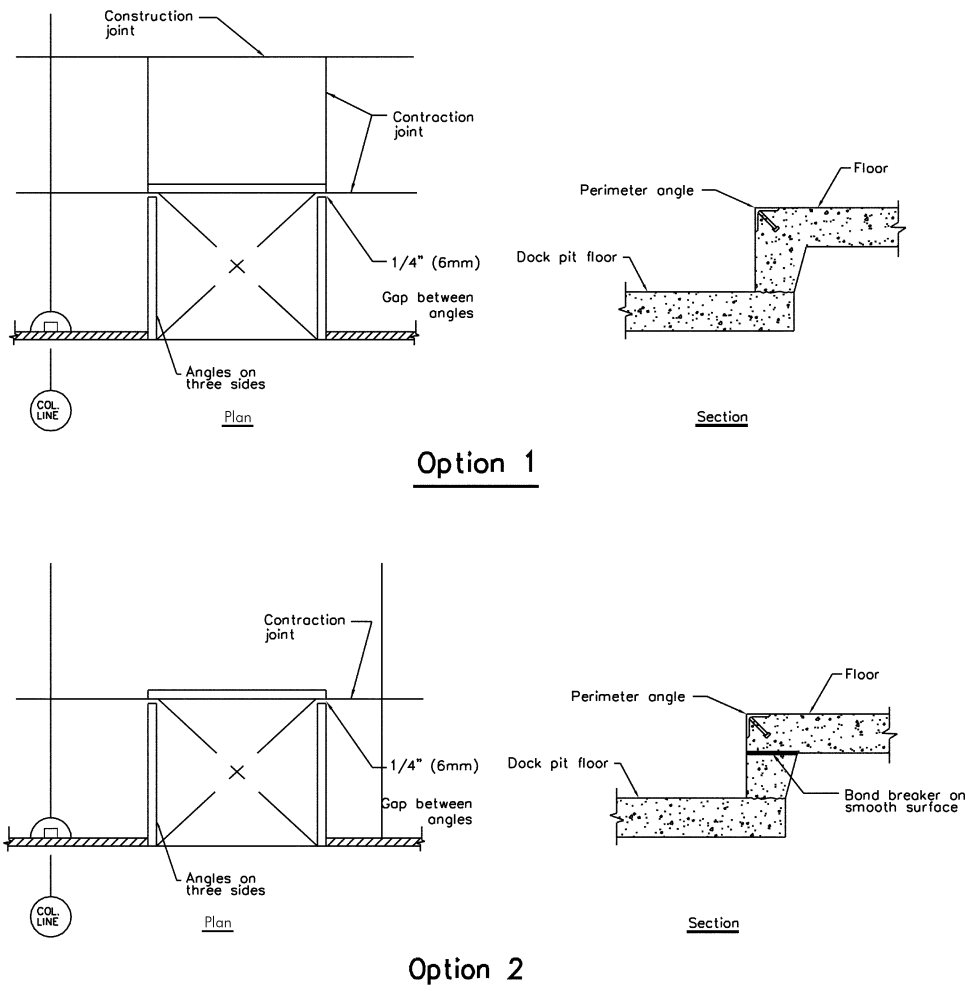 Construction
joint
Contraction
joint
1/4" (6mm)
Gap between
angles
Angles on
three sides
COL.
LINE
Plan
Floor
Perimeter angle
Dock pit floor
Section
Option 1
Contraction
joint
1/4" (6mm)
Gap between
angles
Angles on
three sides
COL.
LINE
Plan
Floor
Perimeter angle
Dock pit floor
Bond breaker on
smooth surface
Section
Option 2